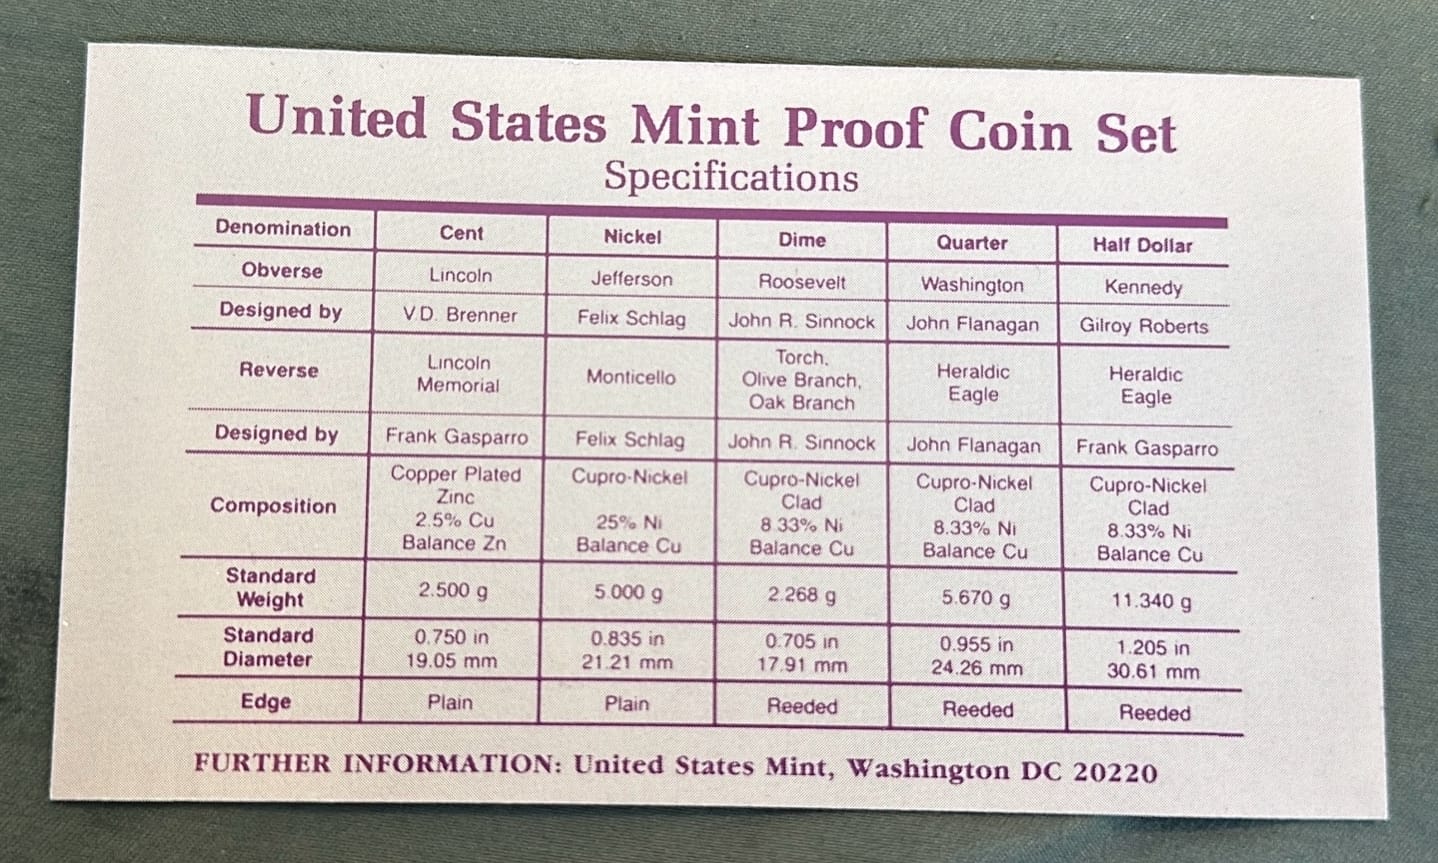 United States Mint Proof Coin Set
Specifications
Denomination Cent Nickel Dime Quarter Half Dollar
Obverse Lincoln Jefferson Roosevelt Washington Kennedy
Designed by V.D. Brenner Felix Schlag John R. Sinnock John Flanagan Gilroy Roberts
Reverse Lincoln Memorial Monticello Torch, Olive Branch, Oak Branch Heraldic Eagle Heraldic Eagle
Designed by Frank Gasparro Felix Schlag John R. Sinnock John Flanagan Frank Gasparro
Composition Copper Plated Zinc 2.5% Cu Balance Zn Cupro-Nickel 25% Ni Balance Cu Cupro-Nickel Clad 8.33% Ni Balance Cu Cupro-Nickel Clad 8.33% Ni Balance Cu Cupro-Nickel Clad 8.33% Ni Balance Cu
Standard Weight 2.500 g 5.000 g 2.268 g 5.670 g 11.340 g
Standard Diameter 0.750 in 19.05 mm 0.835 in 21.21 mm 0.705 in 17.91 mm 0.955 in 24.26 mm 1.205 in 30.61 mm
Edge Plain Plain Reeded Reeded Reeded
FURTHER INFORMATION: United States Mint, Washington DC 20220